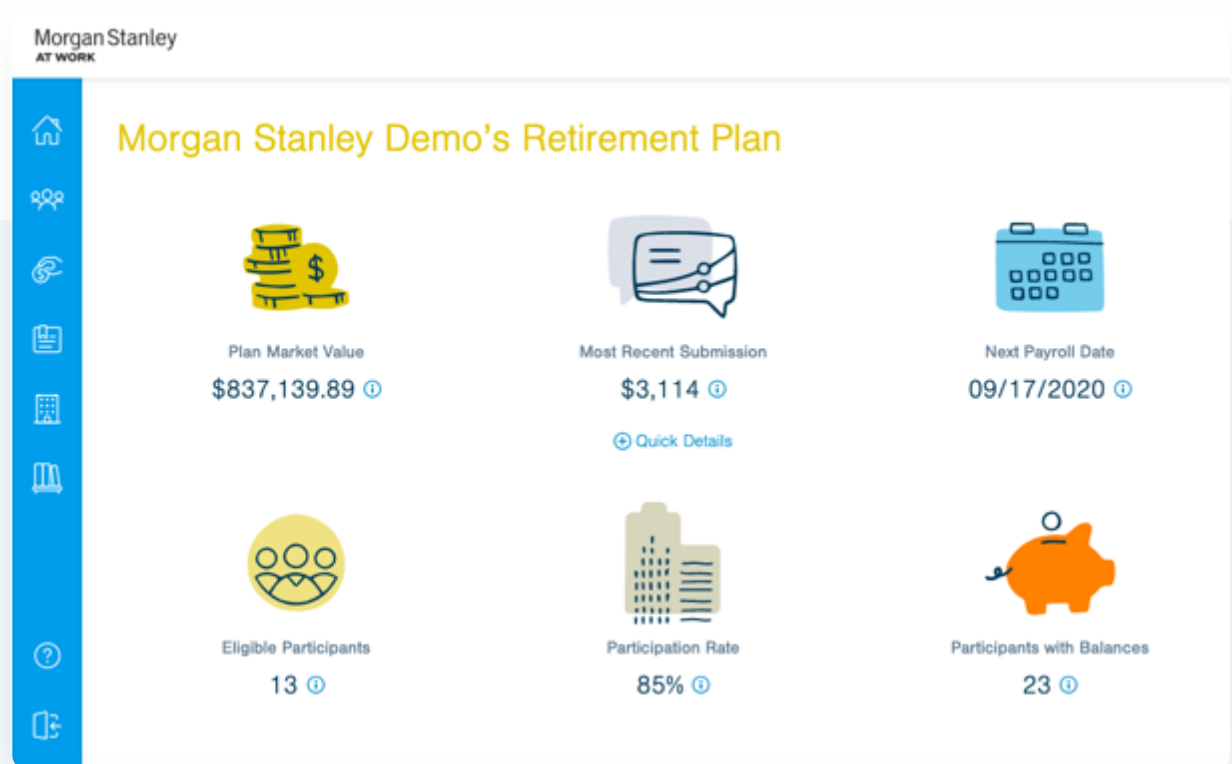 Morgan Stanley
AT WORK
Morgan Stanley Demo's Retirement Plan
$
Plan Market Value
$837,139.89
Most Recent Submission
$3,114
Quick Details
Next Payroll Date
09/17/2020
Eligible Participants
13
Participation Rate
85%
Participants with Balances
23